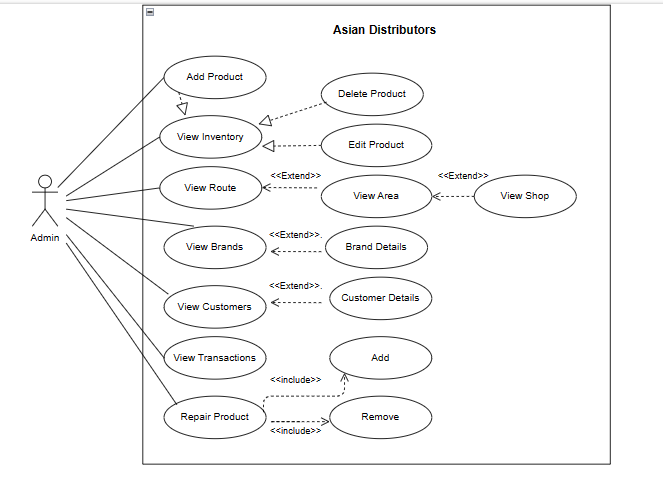 Asian Distributors
Add Product
Delete Product
View Inventory
Edit Product
<<Extend>>
<<Extend>>
View Route
View Area
View Shop
Admin
<<Extend>>.
View Brands
Brand Details
<<Extend>>.
Customer Details
View Customers
View Transactions
Add
<<include>>
Repair Product
Remove
<<include>>